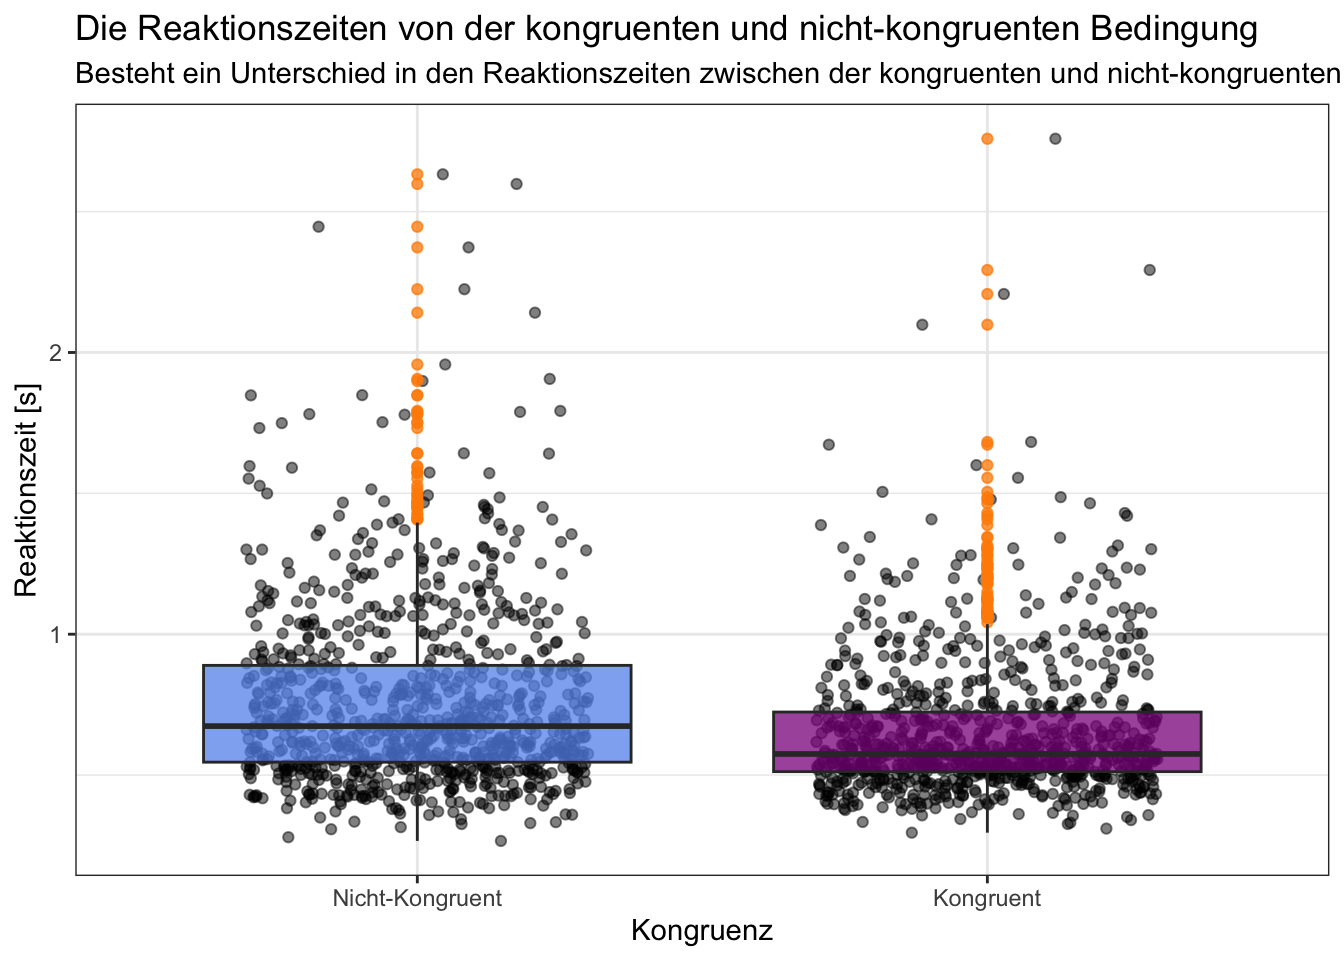 Die Reaktionszeiten von der kongruenten und nicht-kongruenten Bedingung
Besteht ein Unterschied in den Reaktionszeiten zwischen der kongruenten und nicht-kongruenten
Reaktionszeit [s]
2
1
Nicht-Kongruent
Kongruent
Kongruenz